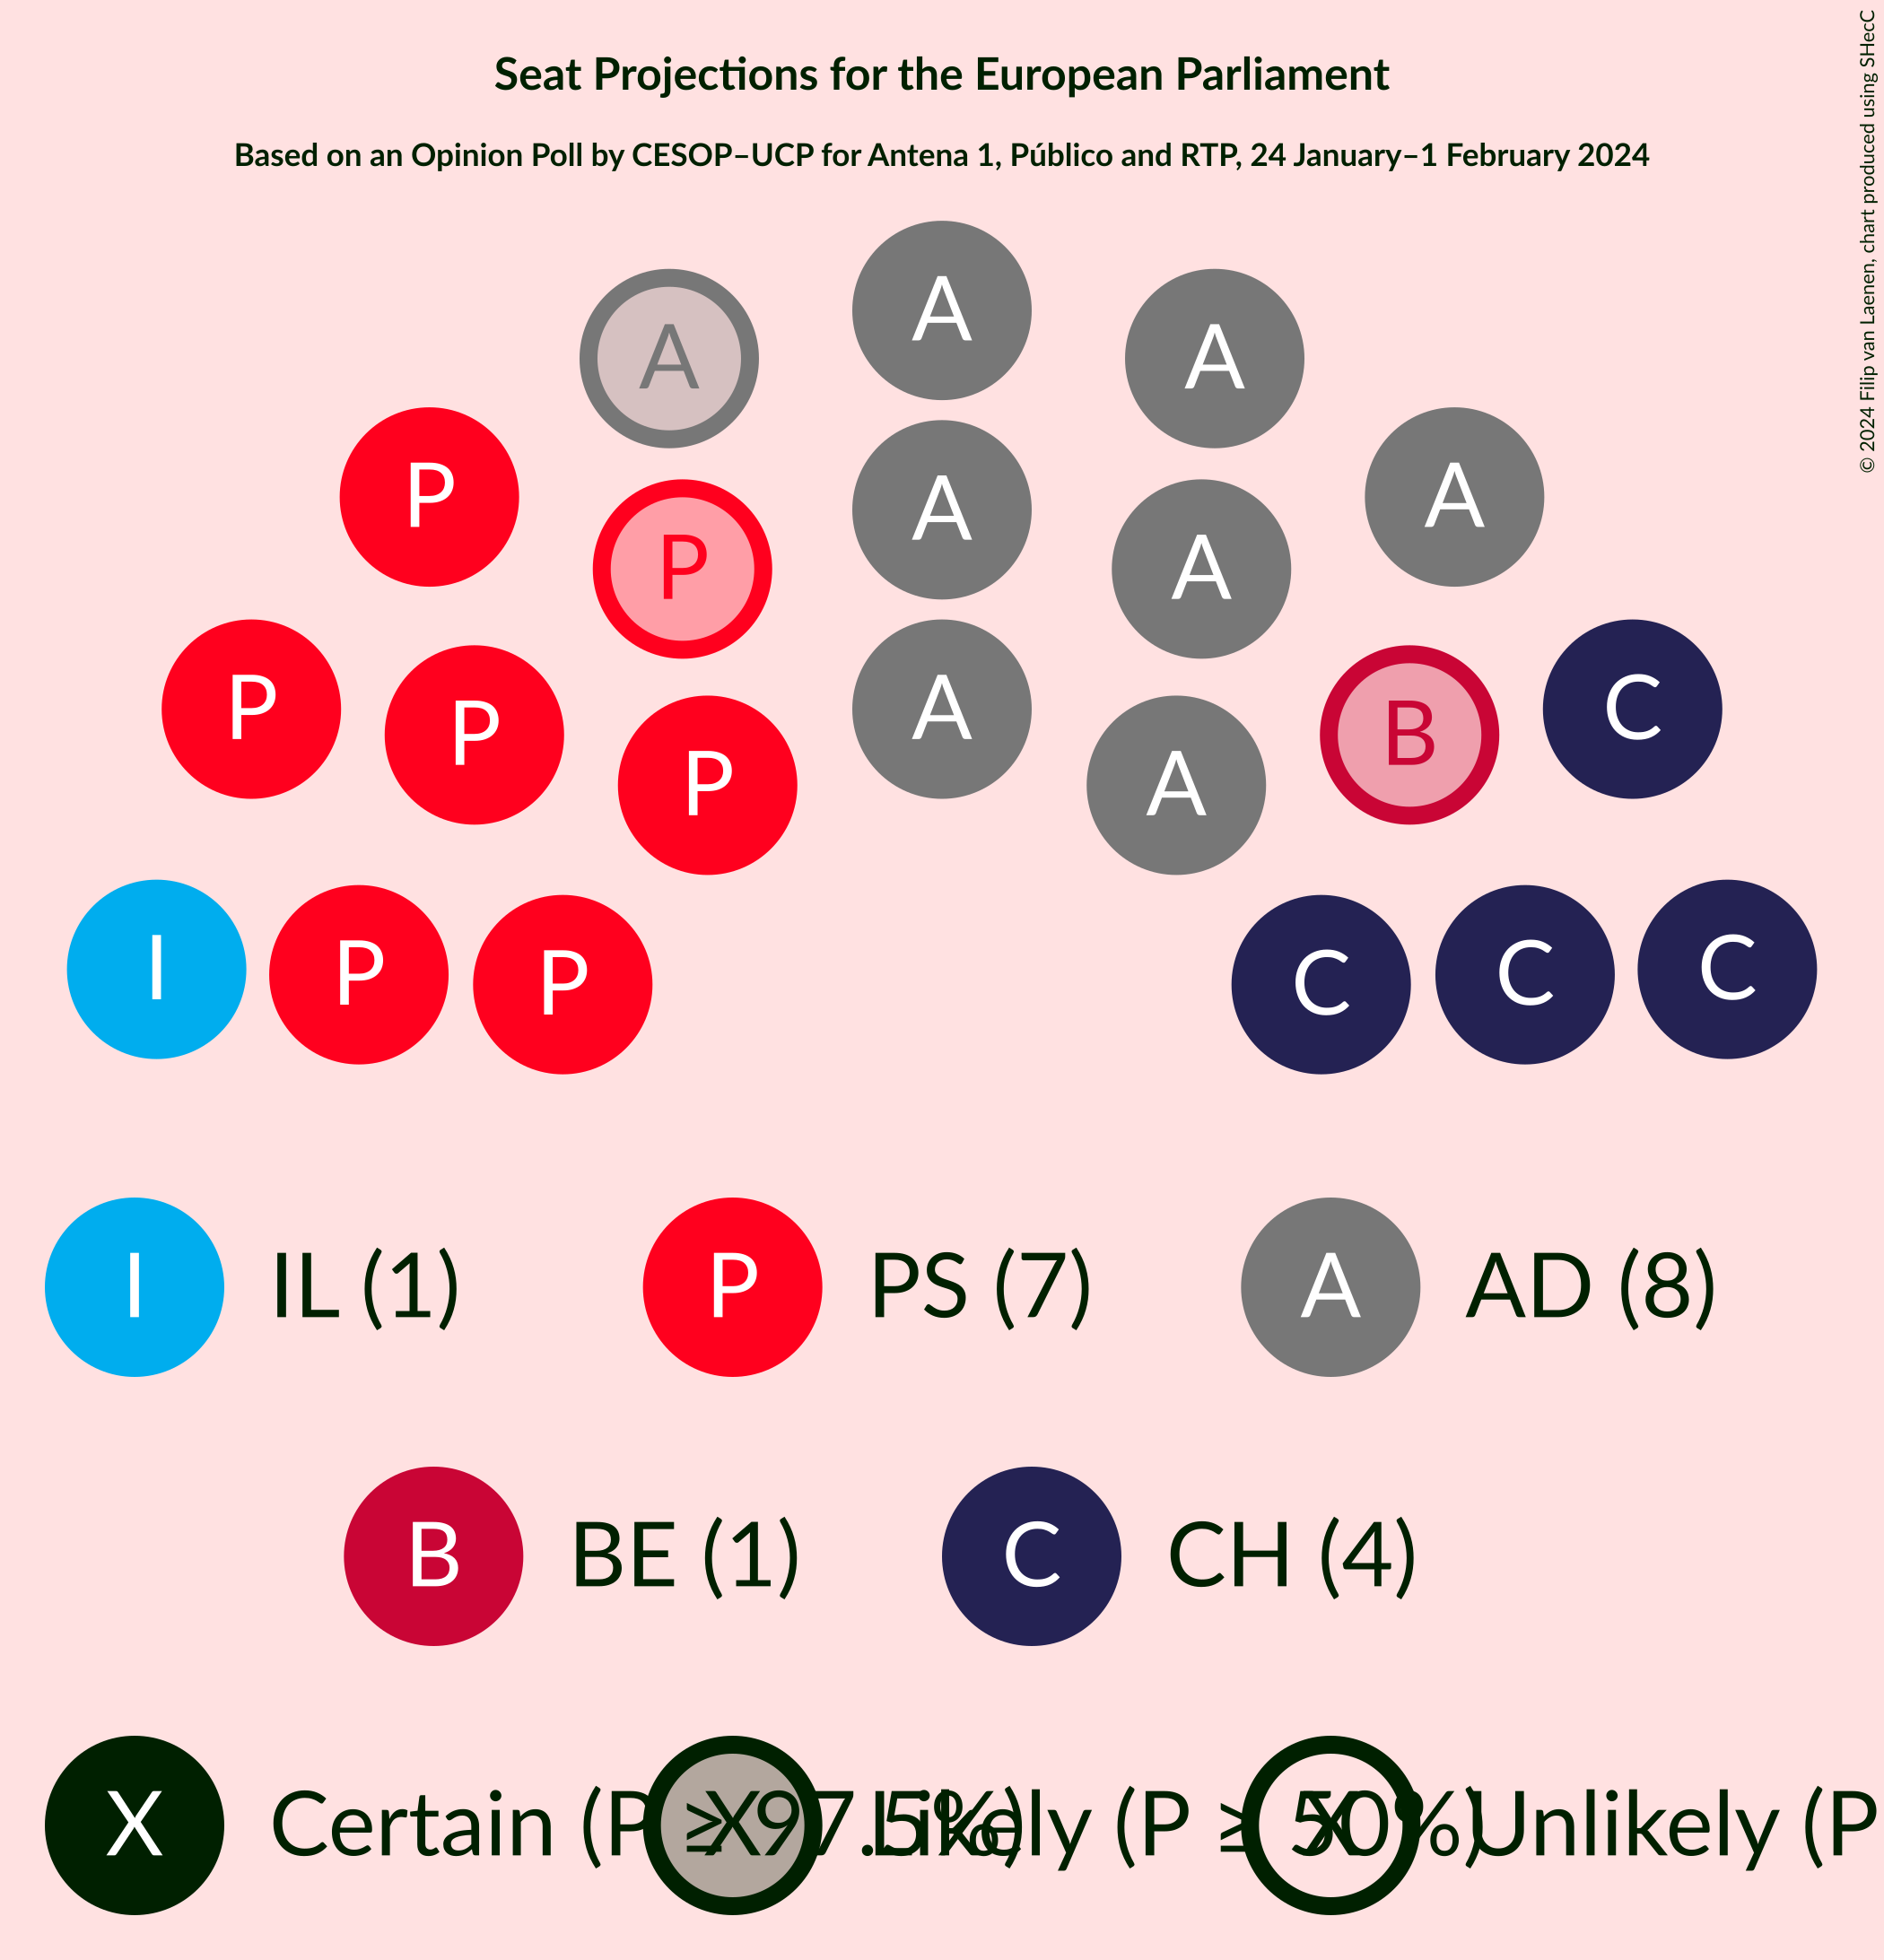 Seat Projections for the European Parliament
Based on an Opinion Poll by CESOP–UCP for Antena 1, Público and RTP, 24 January–1 February 2024
© 2024 Filip van Laenen, chart produced using SHecC
A
A A
P A
P A A
P C
P B
P A A
I P P C C C
I IL (1) P PS (7) A AD (8)
B BE (1) C CH (4)
X Certain (P ≥ 97.5%) X Likely (P ≥ 50%) X Unlikely (P